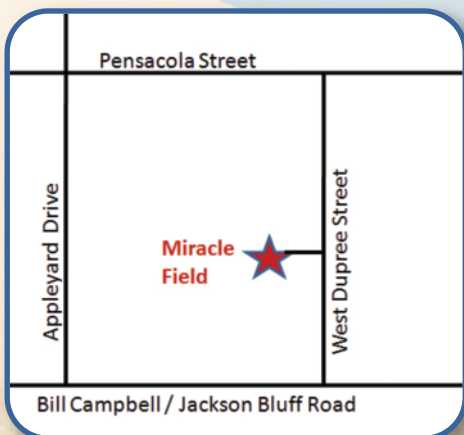 Pensacola Street
Appleyard Drive
Miracle
Field
West Dupree Street
Bill Campbell / Jackson Bluff Road